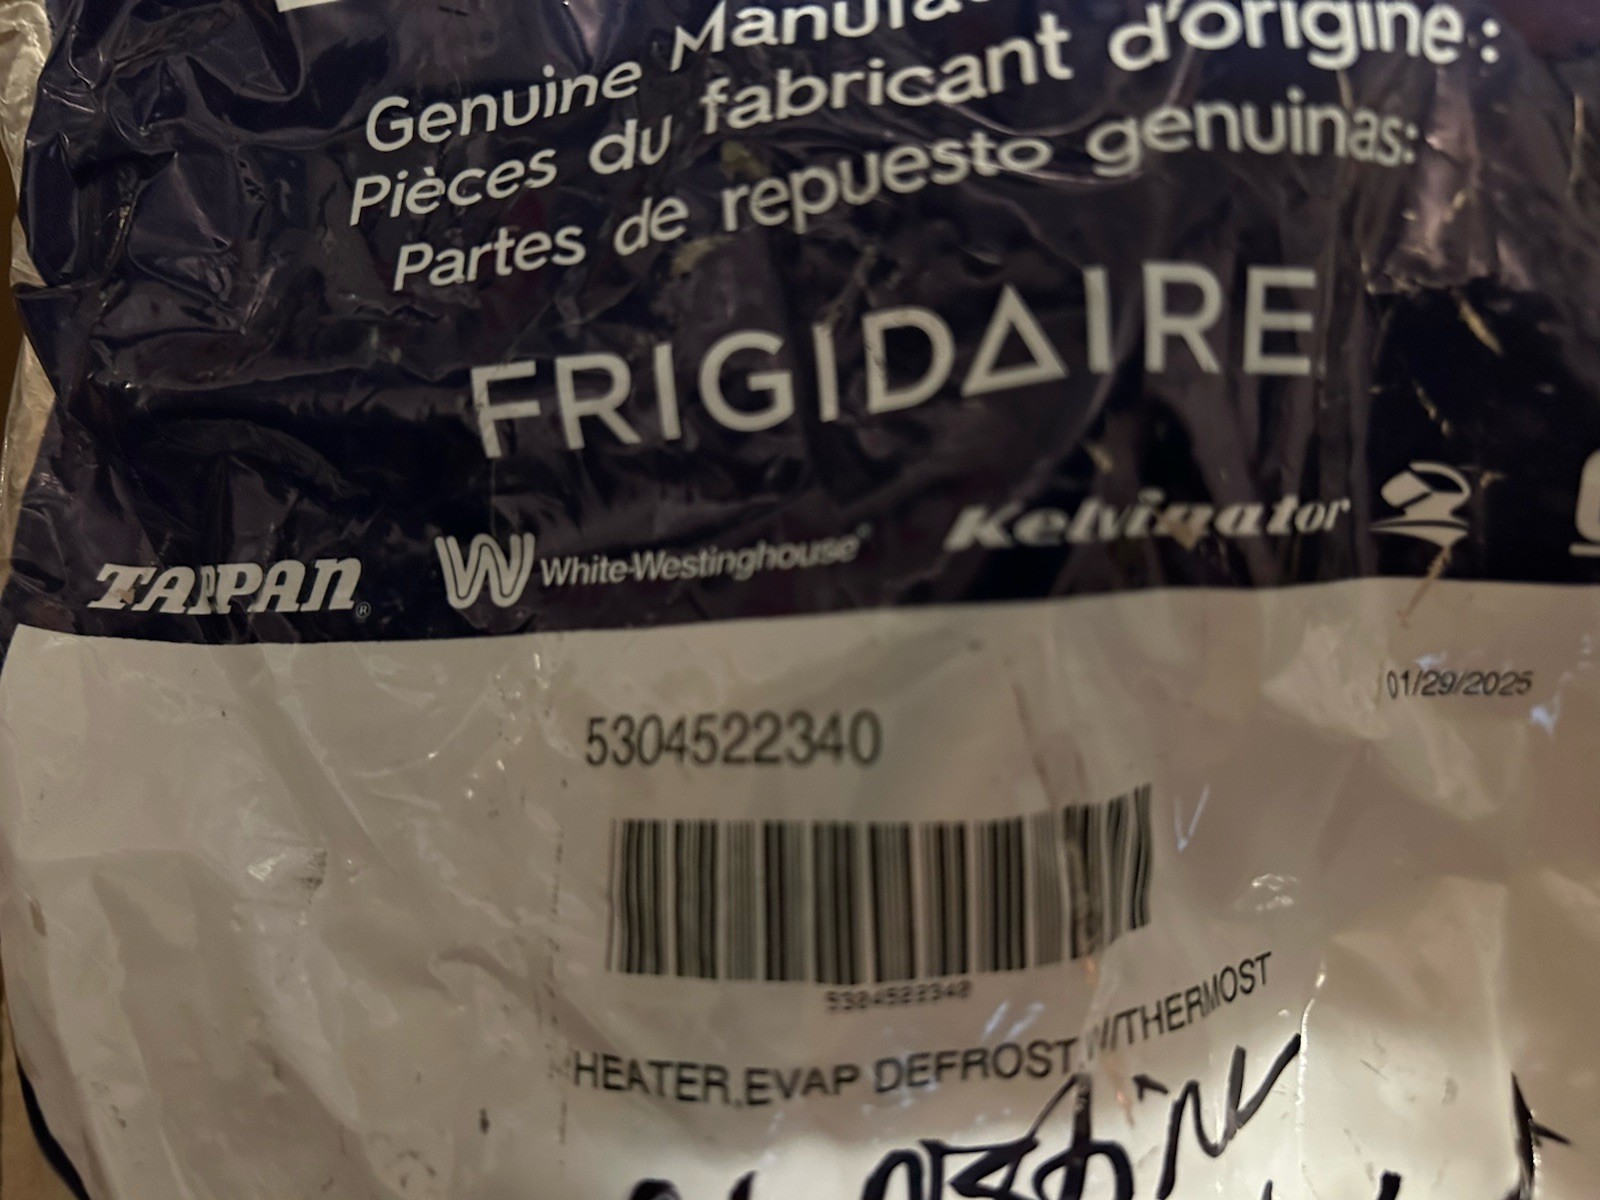 Genuine
Pièces du fabricant d'origine :
Partes de repuesto genuinas:
FRIGIDAIRE
TAPPAN®
White-Westinghouse®
Kelvinator
01/29/2025
5304522340
5304522340
HEATER,EVAP DEFROST,W/THERMOST